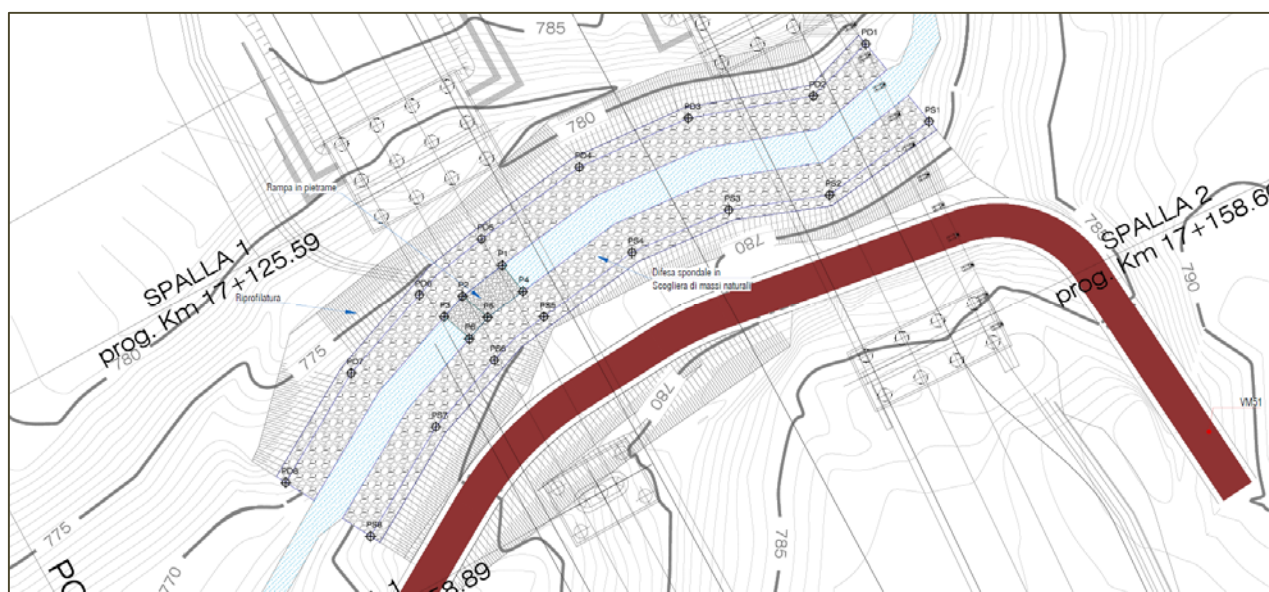 785
PD1
PD2
PD3
780
PS1
PD4
Rampa in pietrame
PS2
PS3
SPALLA 2
prog. Km 17+158.6
PD5
PS4
780
SPALLA 1
prog. Km 17+125.59
P1
Difesa spondale in
Scogliera di massi naturali
790
Riprofilatura
PD6
P2
P4
P3
P5
PS5
780
775
P6
PS6
PD7
780
VM51
PS7
PD8
775
PS8
785
770